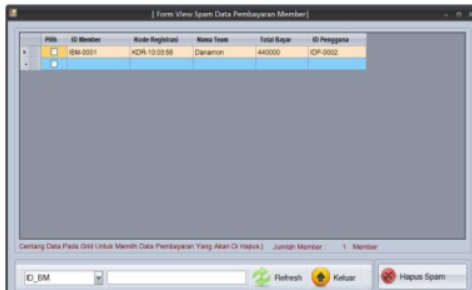 | Form View Spam Data Pembayaran Member|
Pilih ID Member Kode Registrasi Nama Team Total Bayar ID Pengguna
IBM-0001 KDR-13:03:58 Danamon 440000 IDP-0002
Centang Data Pada Grid Untuk Memilih Data Pembayaran Yang Akan Di Hapus | Jumlah Member : 1 Member
ID_BM Refresh Keluar Hapus Spam